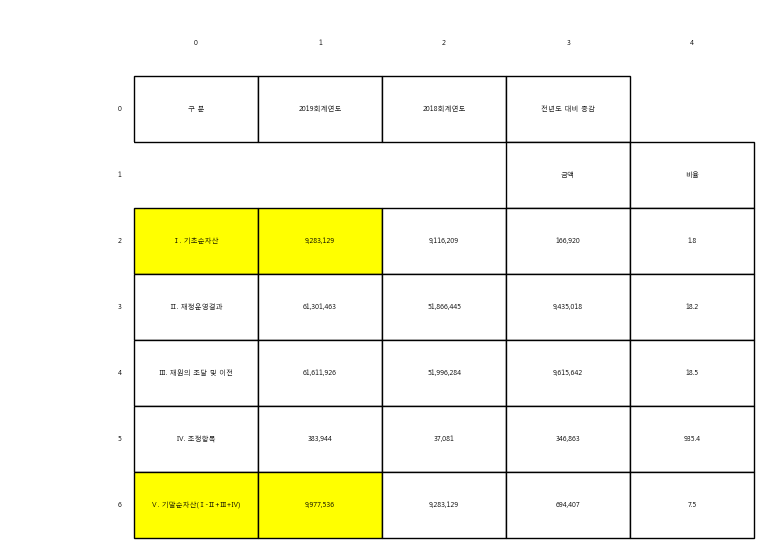 0 1 2 3 4
0 구 분 2019회계연도 2018회계연도 전년도 대비 증감
1 금액 비율
2 Ⅰ. 기초순자산 9,283,129 9,116,209 166,920 1.8
3 Ⅱ. 재정운영결과 61,301,463 51,866,445 9,435,018 18.2
4 Ⅲ. 재원의 조달 및 이전 61,611,926 51,996,284 9,615,642 18.5
5 Ⅳ. 조정항목 383,944 37,081 346,863 935.4
6 Ⅴ. 기말순자산(Ⅰ-Ⅱ+Ⅲ+Ⅳ) 9,977,536 9,283,129 694,407 7.5